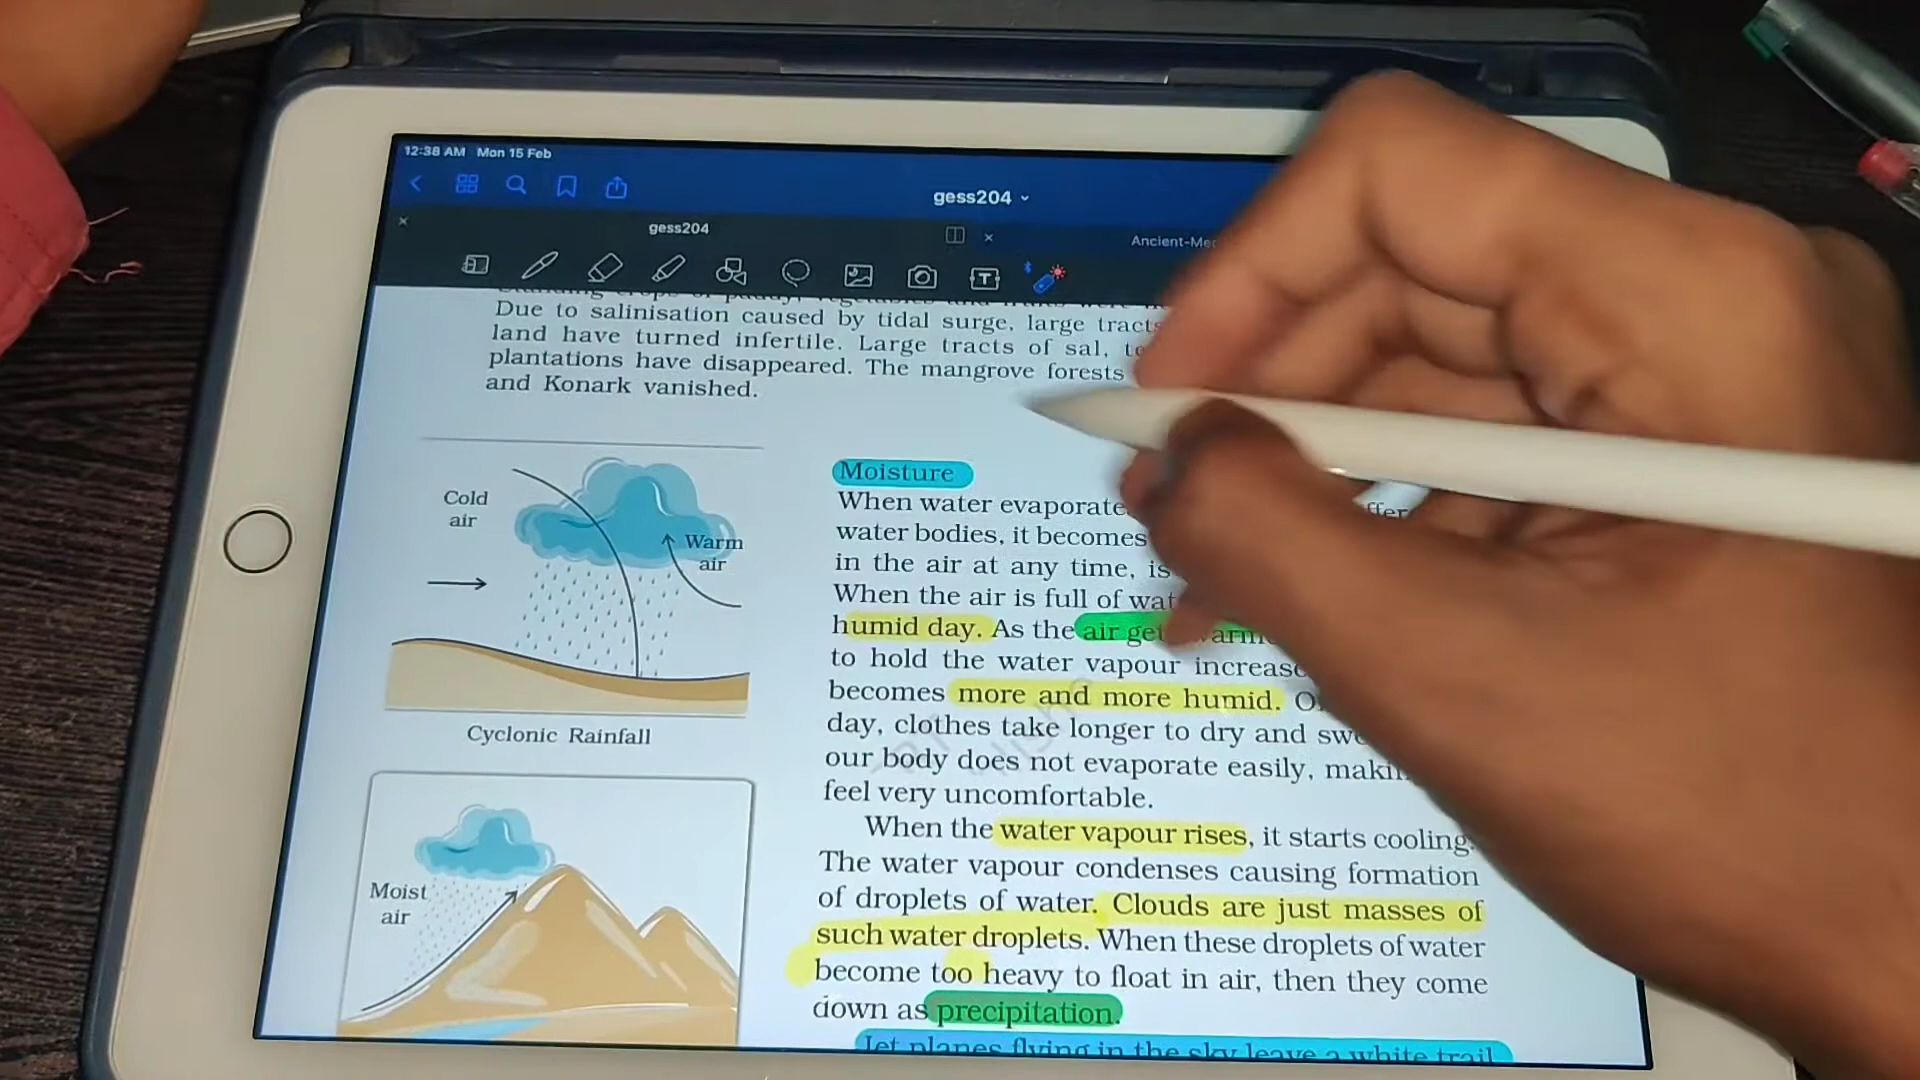 12:38 AM Mon 15 Feb
gess204
gess204
Ancient-Med
T
Due to salinisation caused by tidal surge, large tracts
land have turned infertile. Large tracts of sal,
plantations have disappeared. The mangrove forests
and Konark vanished.
Cold
air
Warm
air
Cyclonic Rainfall
Moist
air
Moisture
When water evaporate
water bodies, it becomes
in the air at any time, is
When the air is full of wat
humid day. As the air get warm
to hold the water vapour increase
becomes more and more humid. O
day, clothes take longer to dry and swe
our body does not evaporate easily, makin
feel very uncomfortable.
When the water vapour rises, it starts cooling.
The water vapour condenses causing formation
of droplets of water. Clouds are just masses of
such water droplets. When these droplets of water
become too heavy to float in air, then they come
down as precipitation.
Jet planes flying in the sky leave a white trail